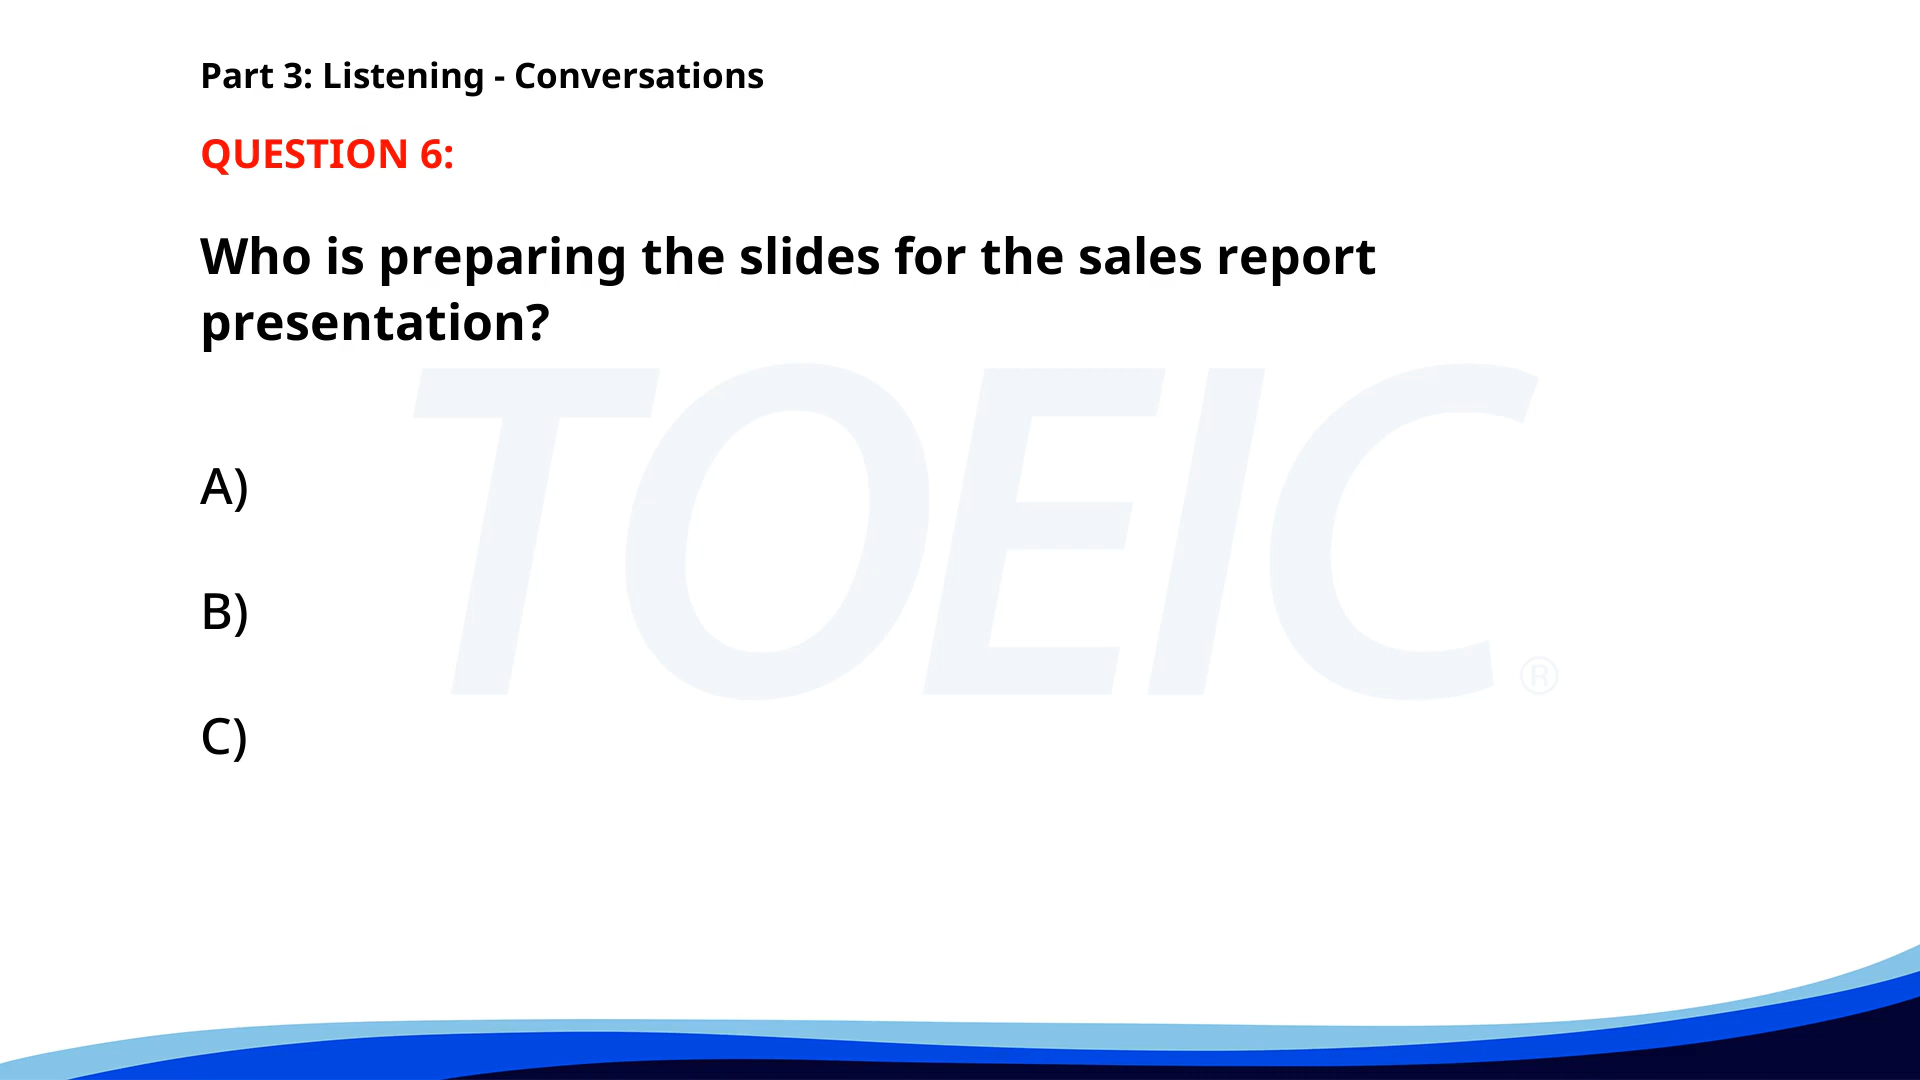 Part 3: Listening - Conversations
QUESTION 6:
Who is preparing the slides for the sales report
presentation?
TOEIC®
A)
B)
C)